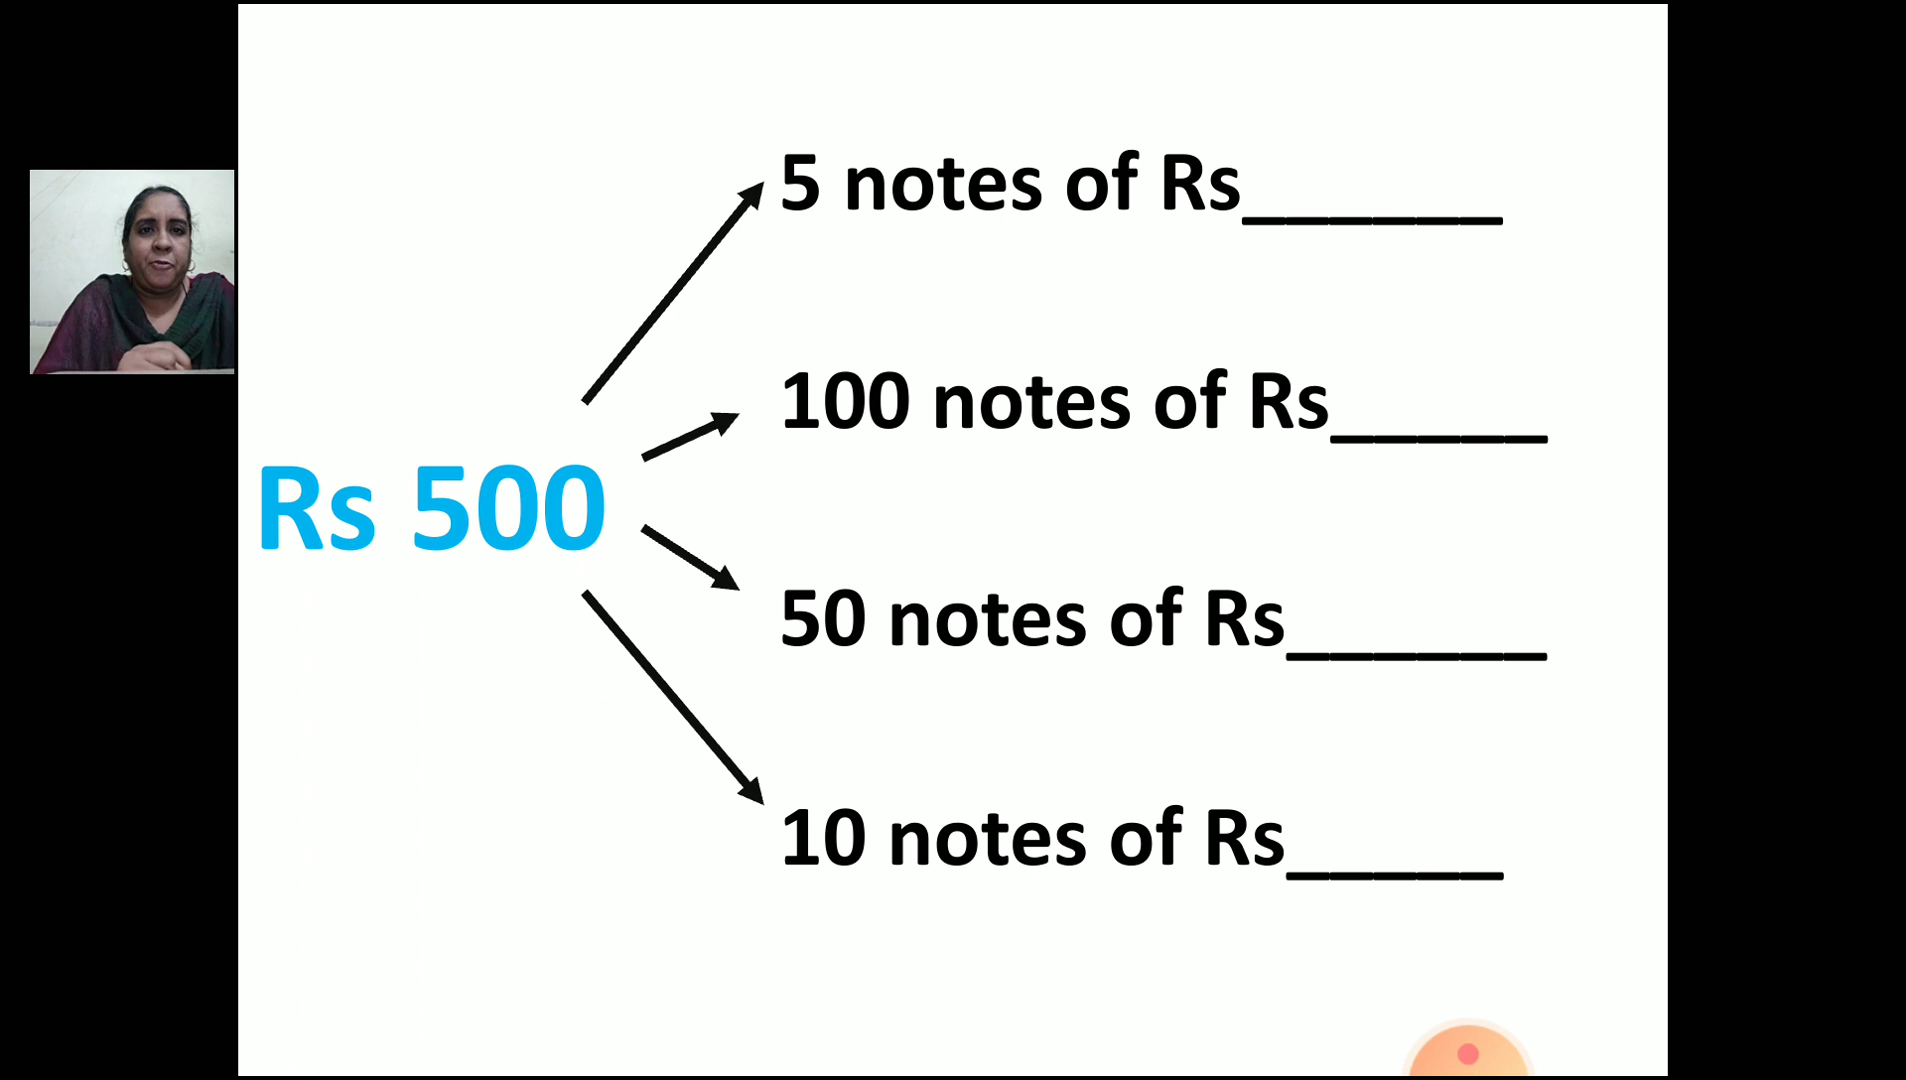 5 notes of Rs______
100 notes of Rs_____
Rs 500
50 notes of Rs______
10 notes of Rs_____